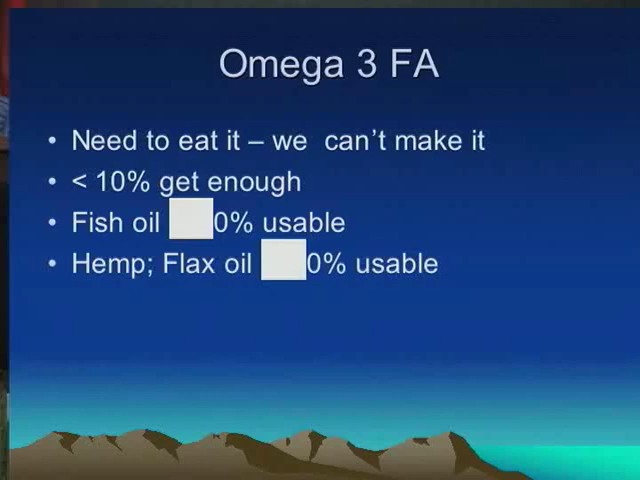 Omega 3 FA
• Need to eat it – we can't make it
• < 10% get enough
• Fish oil 0% usable
• Hemp; Flax oil 0% usable